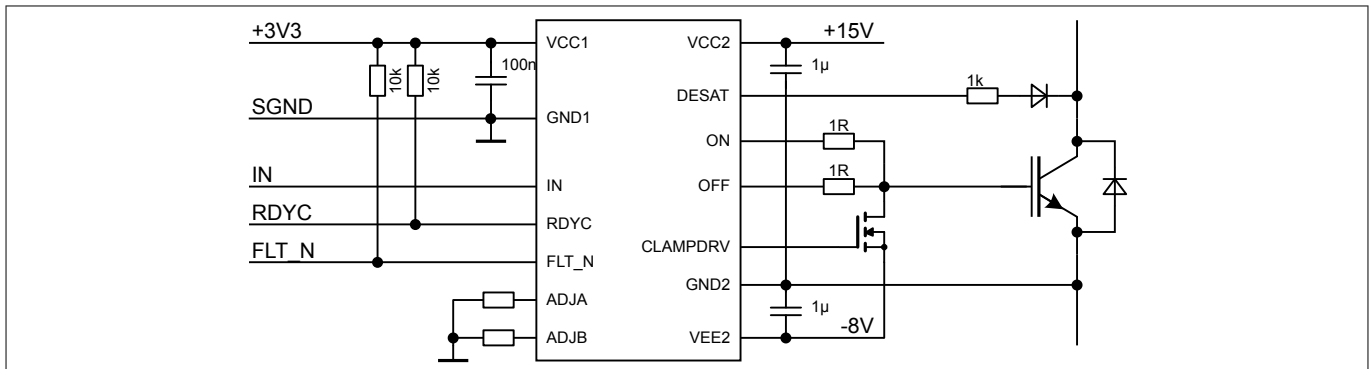 +3V3
SGND
IN
RDYC
FLT_N
10k
10k
100n
VCC1
GND1
IN
RDYC
FLT_N
ADJA
ADJB
VCC2
DESAT
ON
OFF
CLAMPDRV
GND2
VEE2
+15V
1µ
1k
1R
1R
1µ
-8V